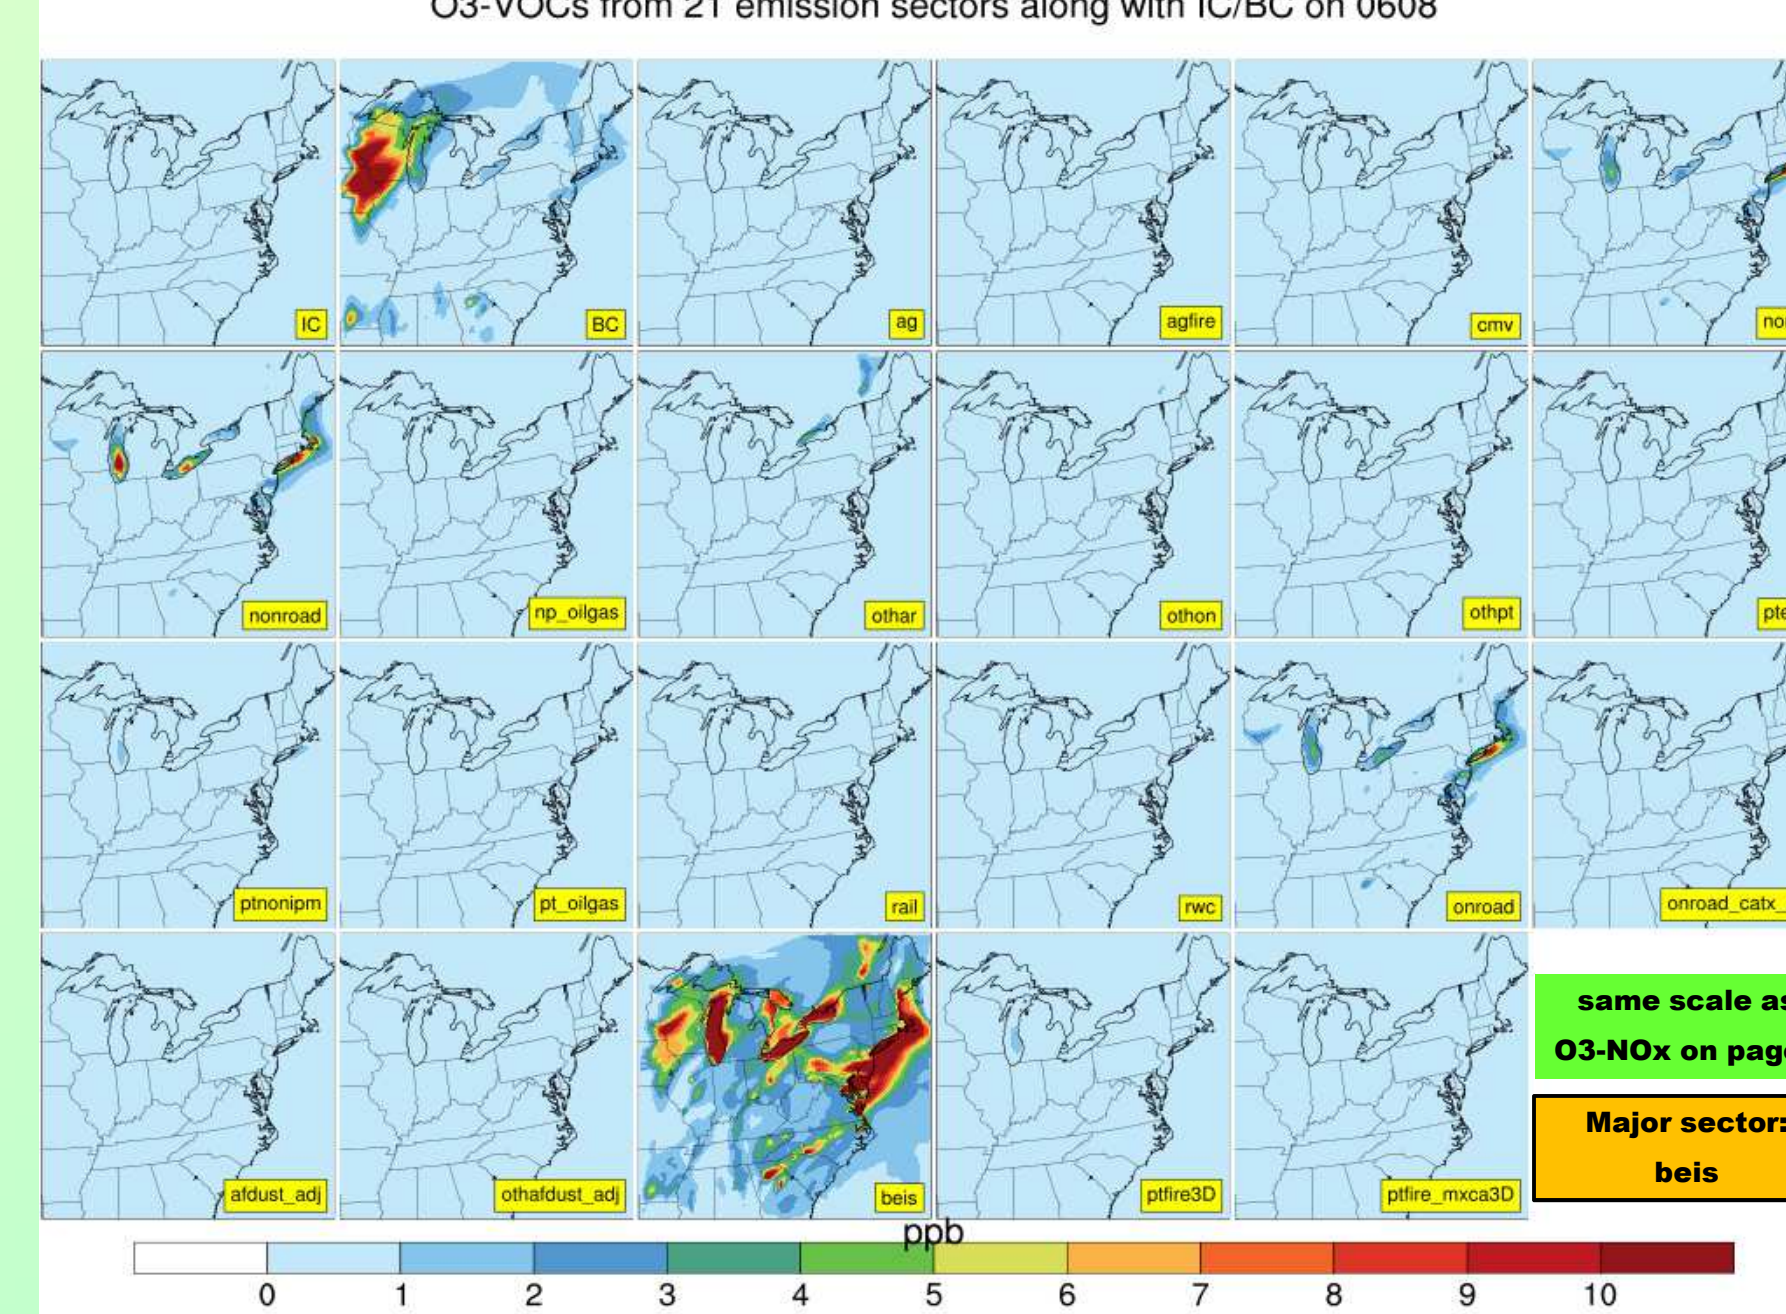 O3-VOCs from 21 emission sectors along with IC/BC on 0608
IC
BC
ag
agfire
cmv
nonroad
np_oilgas
othar
othon
othpt
ptnonipm
pt_oilgas
rail
rwc
onroad
onroad_catx_
afdust_adj
othafdust_adj
beis
ptfire3D
ptfire_mxca3D
same scale as
O3-NOx on page
Major sector:
beis
ppb
0 1 2 3 4 5 6 7 8 9 10